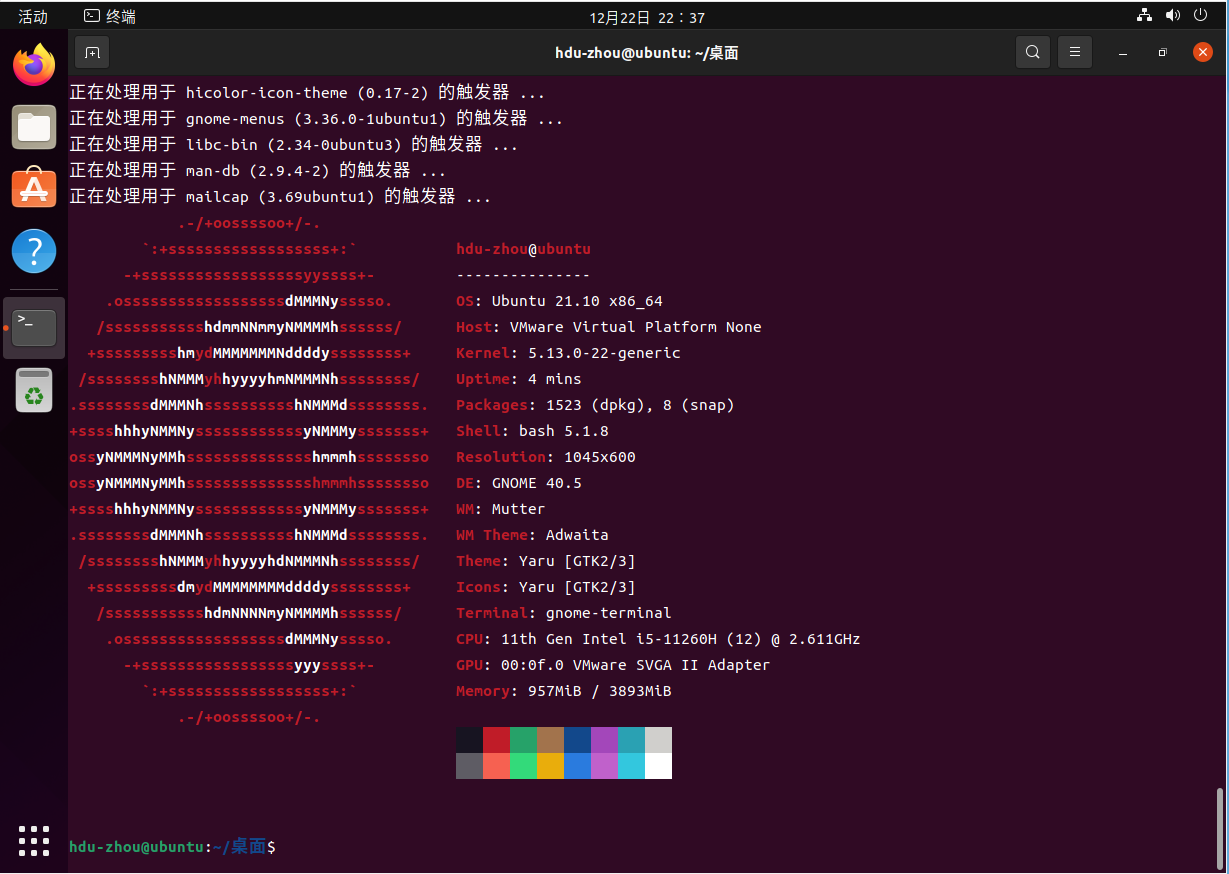 活动 终端 12月22日 22：37
hdu-zhou@ubuntu: ~/桌面
正在处理用于 hicolor-icon-theme (0.17-2) 的触发器 ...
正在处理用于 gnome-menus (3.36.0-1ubuntu1) 的触发器 ...
正在处理用于 libc-bin (2.34-0ubuntu3) 的触发器 ...
正在处理用于 man-db (2.9.4-2) 的触发器 ...
正在处理用于 mailcap (3.69ubuntu1) 的触发器 ...
            .-/+oossssoo+/-.
        `:+ssssssssssssssssss+:`           hdu-zhou@ubuntu
      -+ssssssssssssssssssyyssss+-         ---------------
    .ossssssssssssssssssdMMMNysssso.       OS: Ubuntu 21.10 x86_64
   /ssssssssssshdmmNNmmyNMMMMhssssss/      Host: VMware Virtual Platform None
  +ssssssssshmydMMMMMMMNddddyssssssss+     Kernel: 5.13.0-22-generic
 /sssssssshNMMMyhhyyyyhmNMMMNhssssssss/    Uptime: 4 mins
.ssssssssdMMMNhsssssssssshNMMMdssssssss.   Packages: 1523 (dpkg), 8 (snap)
+sssshhhyNMMNyssssssssssssyNMMMysssssss+   Shell: bash 5.1.8
ossyNMMMNyMMhsssssssssssssshmmmhssssssso   Resolution: 1045x600
ossyNMMMNyMMhsssssssssssssshmmmhssssssso   DE: GNOME 40.5
+sssshhhyNMMNyssssssssssssyNMMMysssssss+   WM: Mutter
.ssssssssdMMMNhsssssssssshNMMMdssssssss.   WM Theme: Adwaita
 /sssssssshNMMMyhhyyyyhdNMMMNhssssssss/    Theme: Yaru [GTK2/3]
  +sssssssssdmydMMMMMMMMddddyssssssss+     Icons: Yaru [GTK2/3]
   /ssssssssssshdmNNNNmyNMMMMhssssss/      Terminal: gnome-terminal
    .ossssssssssssssssssdMMMNysssso.       CPU: 11th Gen Intel i5-11260H (12) @ 2.611GHz
      -+sssssssssssssssssyyyssss+-         GPU: 00:0f.0 VMware SVGA II Adapter
        `:+ssssssssssssssssss+:`           Memory: 957MiB / 3893MiB
            .-/+oossssoo+/-.
hdu-zhou@ubuntu:~/桌面$